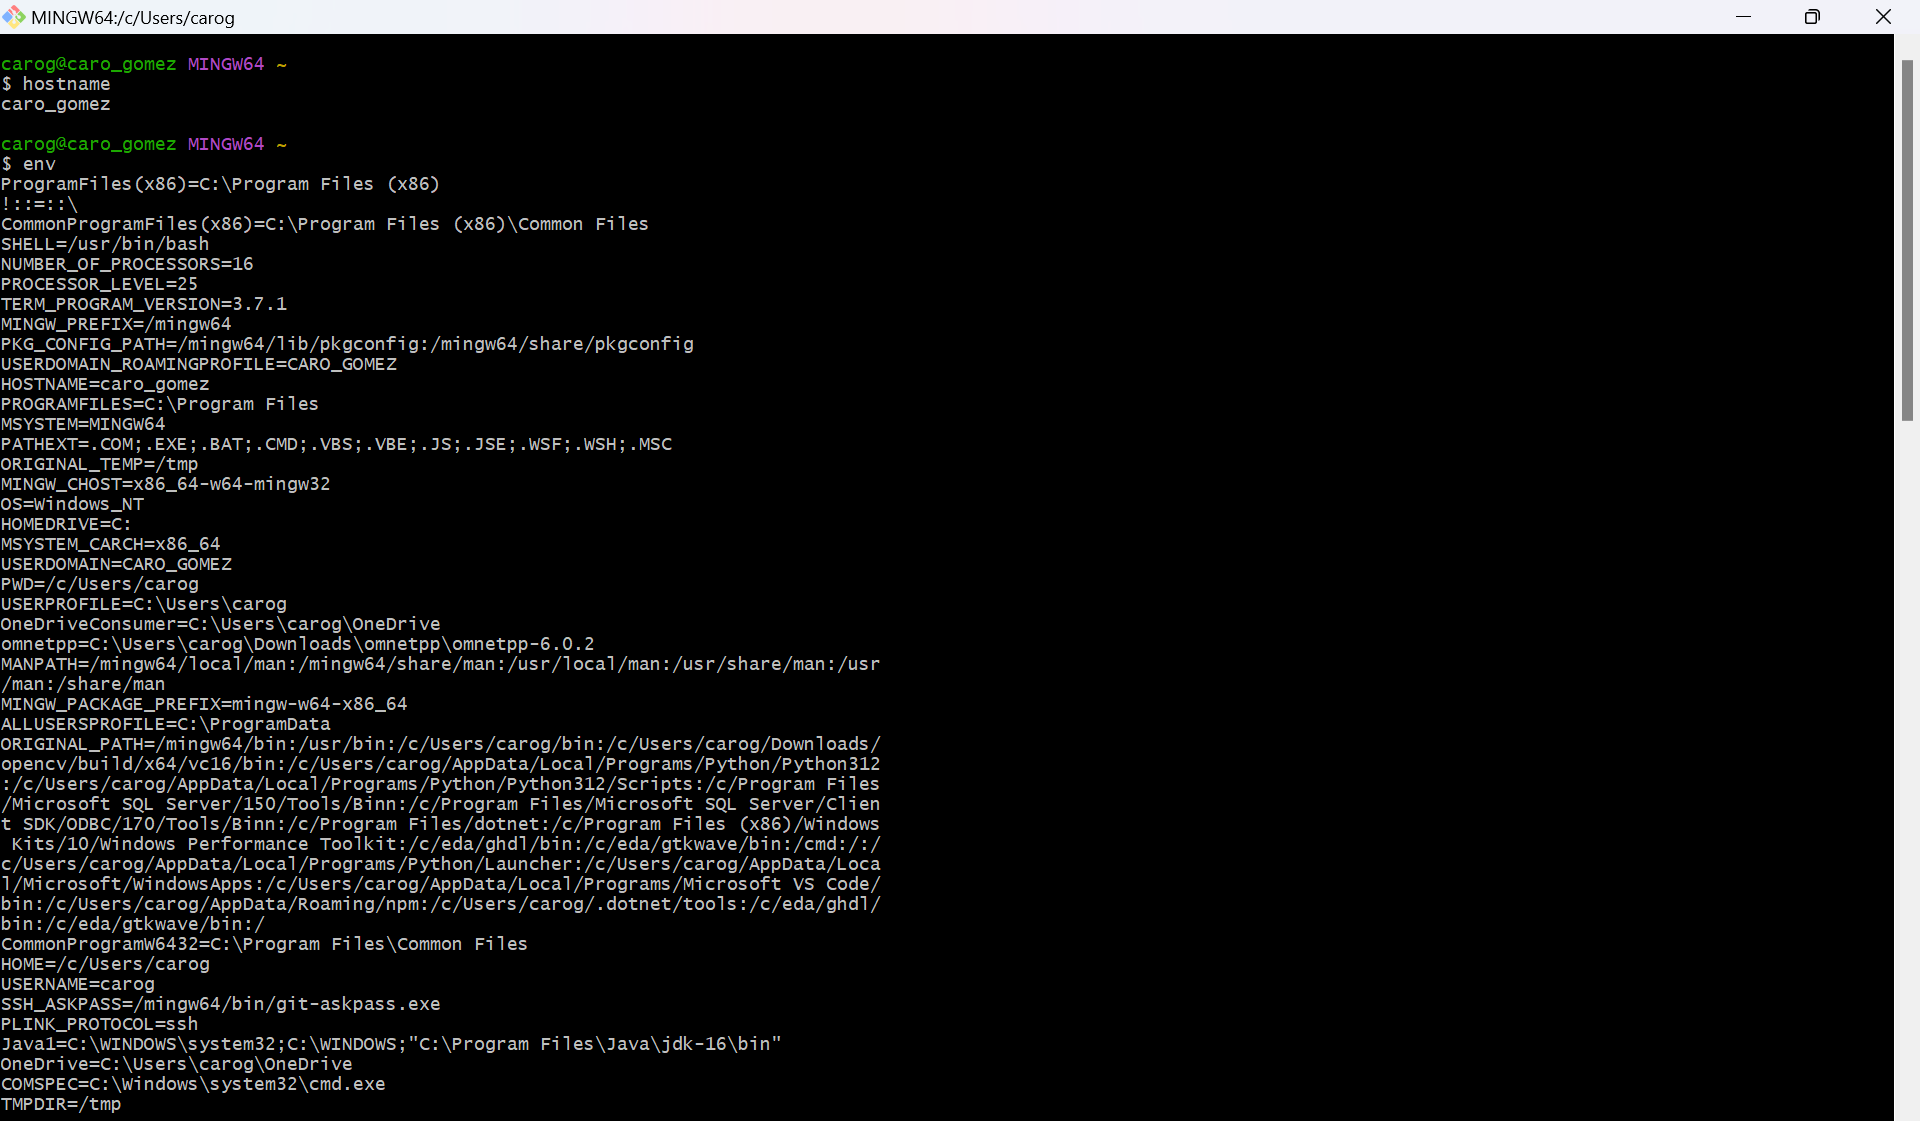 MINGW64:/c/Users/carog
carog@caro_gomez MINGW64 ~
$ hostname
caro_gomez
carog@caro_gomez MINGW64 ~
$ env
ProgramFiles(x86)=C:\Program Files (x86)
!::=::\
CommonProgramFiles(x86)=C:\Program Files (x86)\Common Files
SHELL=/usr/bin/bash
NUMBER_OF_PROCESSORS=16
PROCESSOR_LEVEL=25
TERM_PROGRAM_VERSION=3.7.1
MINGW_PREFIX=/mingw64
PKG_CONFIG_PATH=/mingw64/lib/pkgconfig:/mingw64/share/pkgconfig
USERDOMAIN_ROAMINGPROFILE=CARO_GOMEZ
HOSTNAME=caro_gomez
PROGRAMFILES=C:\Program Files
MSYSTEM=MINGW64
PATHEXT=.COM;.EXE;.BAT;.CMD;.VBS;.VBE;.JS;.JSE;.WSF;.WSH;.MSC
ORIGINAL_TEMP=/tmp
MINGW_CHOST=x86_64-w64-mingw32
OS=Windows_NT
HOMEDRIVE=C:
MSYSTEM_CARCH=x86_64
USERDOMAIN=CARO_GOMEZ
PWD=/c/Users/carog
USERPROFILE=C:\Users\carog
OneDriveConsumer=C:\Users\carog\OneDrive
omnetpp=C:\Users\carog\Downloads\omnetpp\omnetpp-6.0.2
MANPATH=/mingw64/local/man:/mingw64/share/man:/usr/local/man:/usr/share/man:/usr
/man:/share/man
MINGW_PACKAGE_PREFIX=mingw-w64-x86_64
ALLUSERSPROFILE=C:\ProgramData
ORIGINAL_PATH=/mingw64/bin:/usr/bin:/c/Users/carog/bin:/c/Users/carog/Downloads/
opencv/build/x64/vc16/bin:/c/Users/carog/AppData/Local/Programs/Python/Python312
:/c/Users/carog/AppData/Local/Programs/Python/Python312/Scripts:/c/Program Files
/Microsoft SQL Server/150/Tools/Binn:/c/Program Files/Microsoft SQL Server/Clien
t SDK/ODBC/170/Tools/Binn:/c/Program Files/dotnet:/c/Program Files (x86)/Windows
 Kits/10/Windows Performance Toolkit:/c/eda/ghdl/bin:/c/eda/gtkwave/bin:/cmd:/:/
c/Users/carog/AppData/Local/Programs/Python/Launcher:/c/Users/carog/AppData/Loca
l/Microsoft/WindowsApps:/c/Users/carog/AppData/Local/Programs/Microsoft VS Code/
bin:/c/Users/carog/AppData/Roaming/npm:/c/Users/carog/.dotnet/tools:/c/eda/ghdl/
bin:/c/eda/gtkwave/bin:/
CommonProgramW6432=C:\Program Files\Common Files
HOME=/c/Users/carog
USERNAME=carog
SSH_ASKPASS=/mingw64/bin/git-askpass.exe
PLINK_PROTOCOL=ssh
Java1=C:\WINDOWS\system32;C:\WINDOWS;"C:\Program Files\Java\jdk-16\bin"
OneDrive=C:\Users\carog\OneDrive
COMSPEC=C:\Windows\system32\cmd.exe
TMPDIR=/tmp